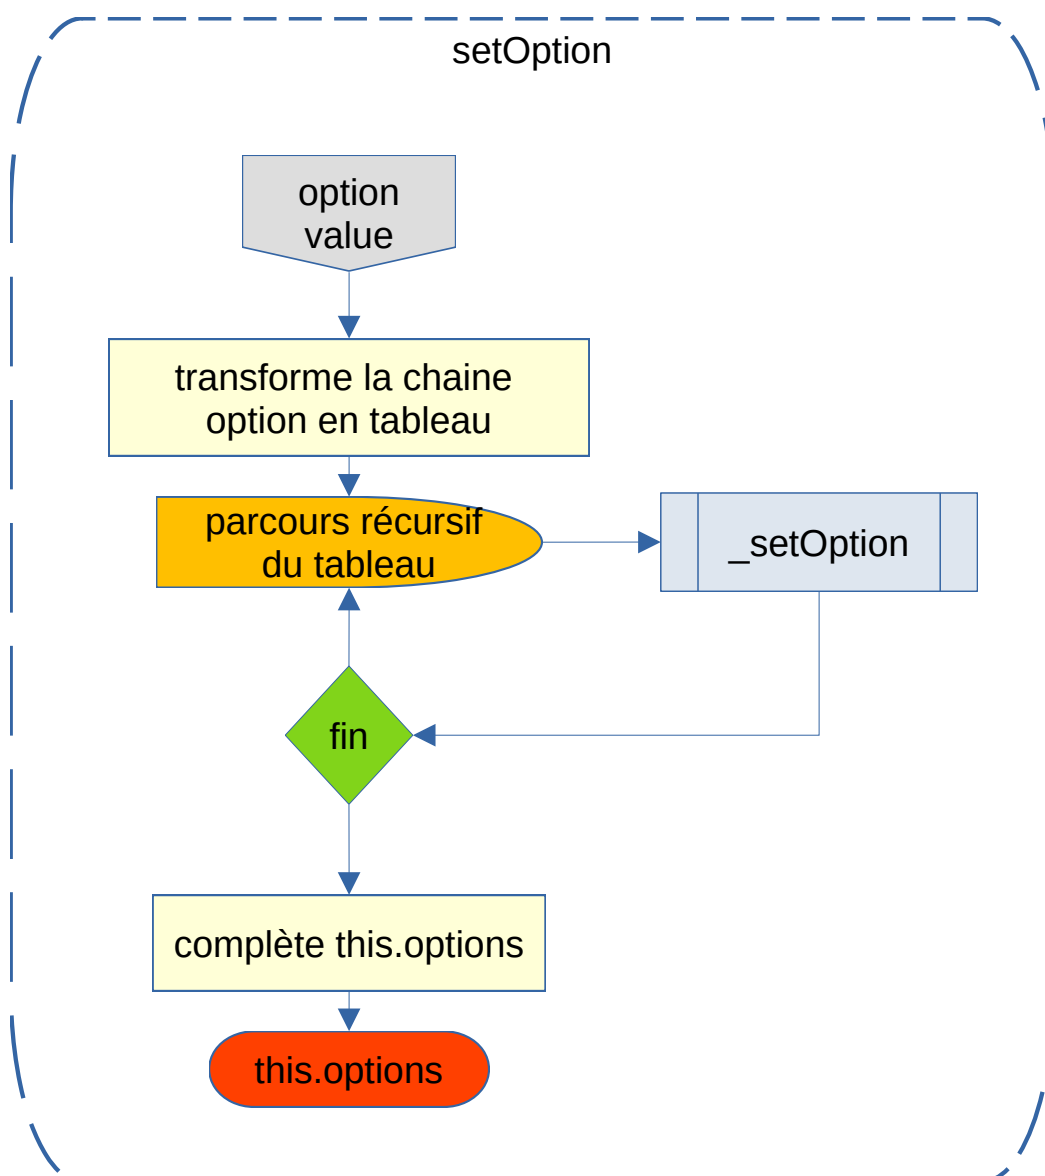 setOption
option
value
transforme la chaine
option en tableau
parcours récursif
du tableau
_setOption
fin
complète this.options
this.options